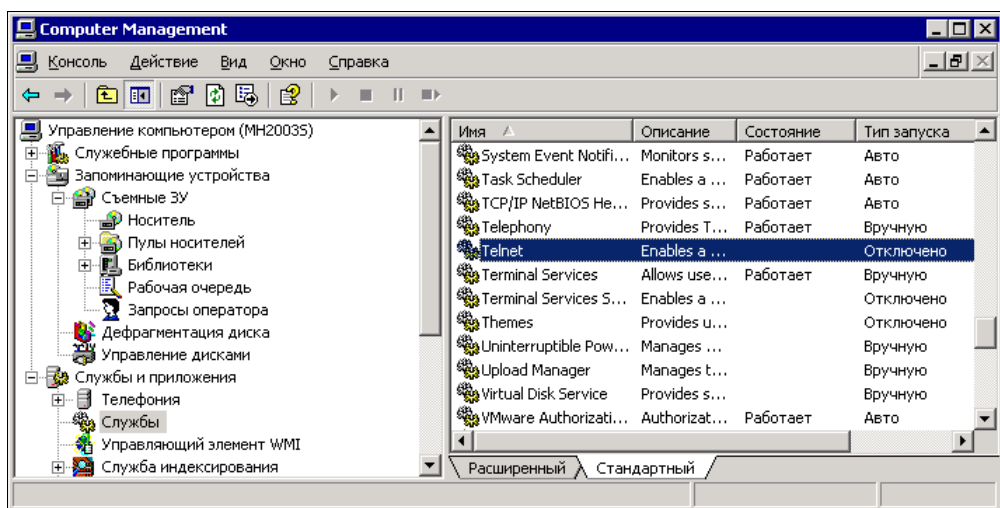 Computer Management
Консоль Действие Вид Окно Справка
Управление компьютером (MH2003S)
Служебные программы
Запоминающие устройства
Съемные ЗУ
Носитель
Пулы носителей
Библиотеки
Рабочая очередь
Запросы оператора
Дефрагментация диска
Управление дисками
Службы и приложения
Телефония
Службы
Управляющий элемент WMI
Служба индексирования
Имя Описание Состояние Тип запуска
System Event Notifi... Monitors s... Работает Авто
Task Scheduler Enables a ... Работает Авто
TCP/IP NetBIOS He... Provides s... Работает Авто
Telephony Provides T... Работает Вручную
Telnet Enables a ... Отключено
Terminal Services Allows use... Работает Вручную
Terminal Services S... Enables a ... Отключено
Themes Provides u... Отключено
Uninterruptible Pow... Manages ... Вручную
Upload Manager Manages t... Вручную
Virtual Disk Service Provides s... Вручную
VMware Authorizati... Authorizat... Работает Авто
Расширенный Стандартный